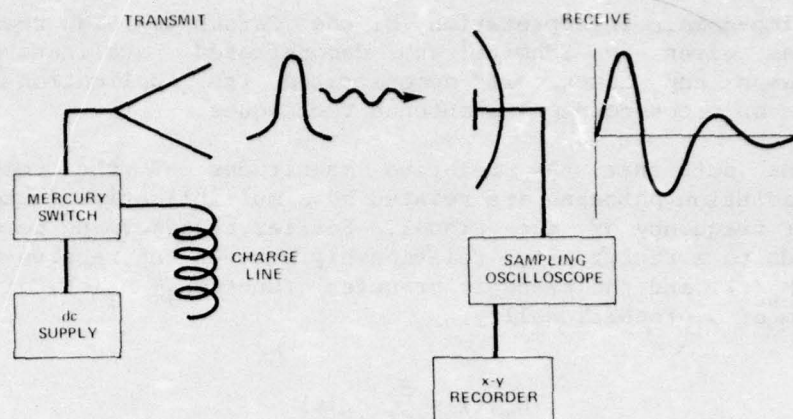 TRANSMIT
RECEIVE
MERCURY
SWITCH
CHARGE
LINE
dc
SUPPLY
SAMPLING
OSCILLOSCOPE
x-y
RECORDER